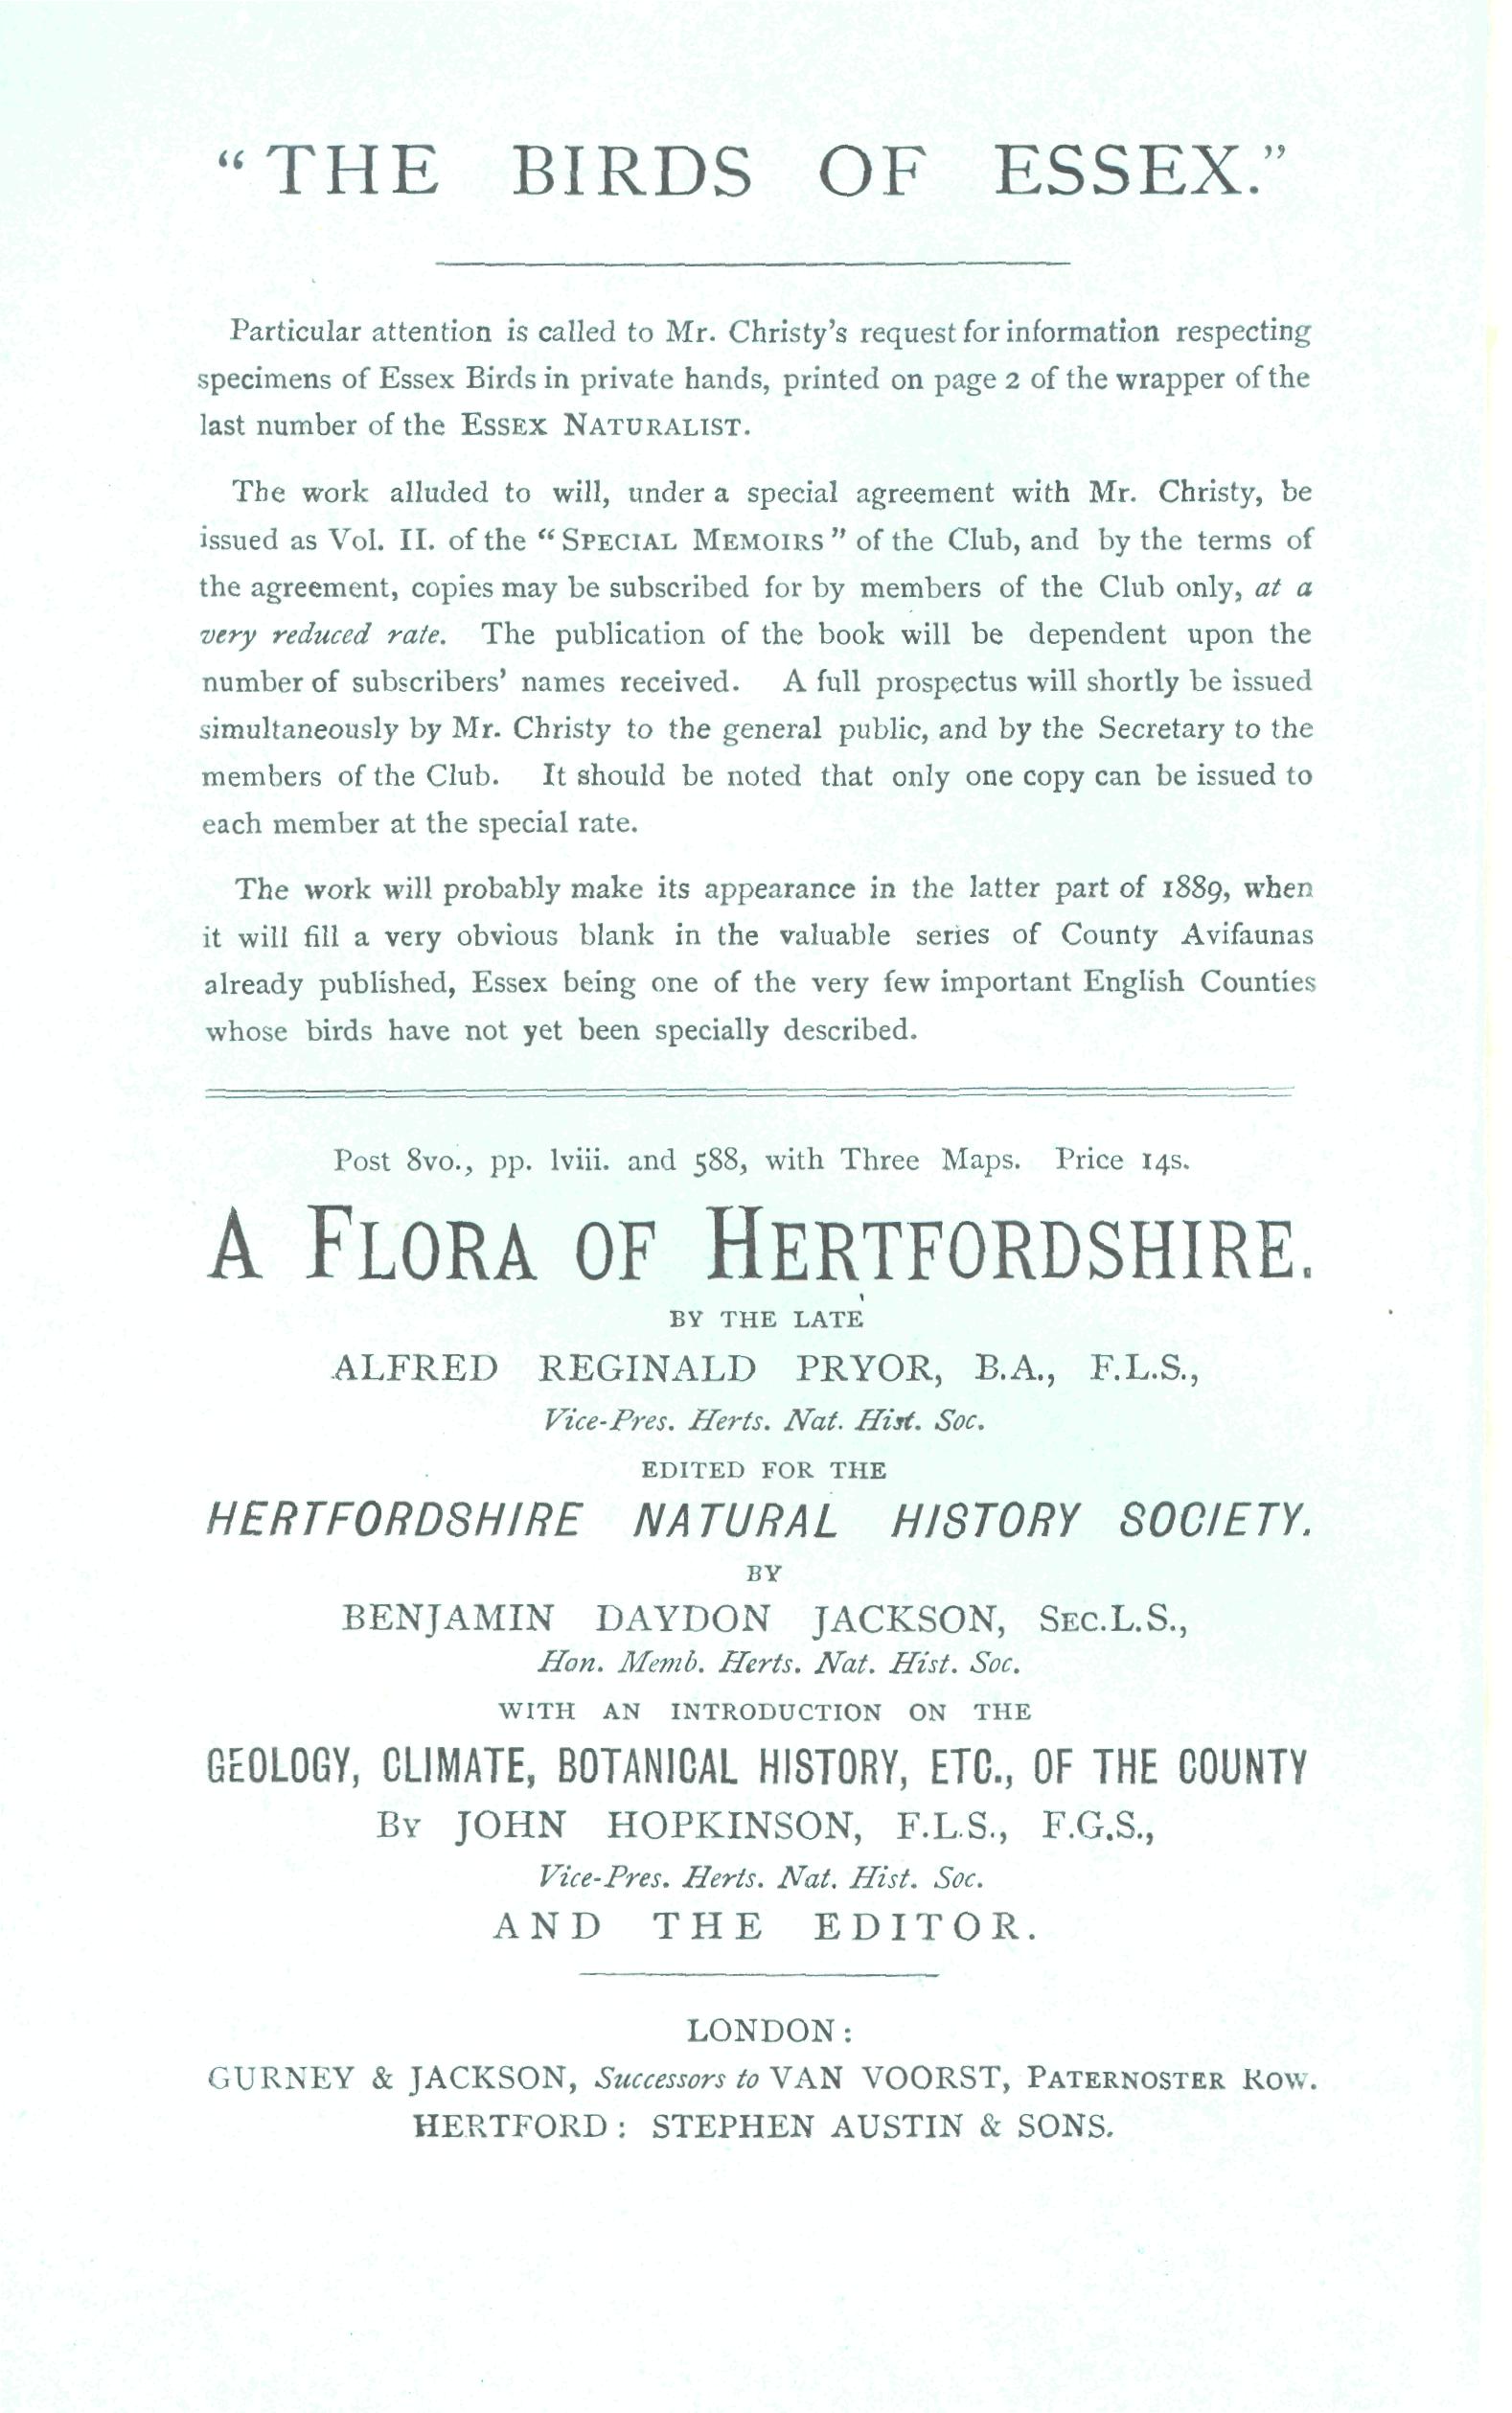 “THE BIRDS OF ESSEX.”
Particular attention is called to Mr. Christy’s request for information respecting
specimens of Essex Birds in private hands, printed on page 2 of the wrapper of the
last number of the ESSEX NATURALIST.
The work alluded to will, under a special agreement with Mr. Christy, be
issued as Vol. II. of the “SPECIAL MEMOIRS” of the Club, and by the terms of
the agreement, copies may be subscribed for by members of the Club only, at a
very reduced rate. The publication of the book will be dependent upon the
number of subscribers’ names received. A full prospectus will shortly be issued
simultaneously by Mr. Christy to the general public, and by the Secretary to the
members of the Club. It should be noted that only one copy can be issued to
each member at the special rate.
The work will probably make its appearance in the latter part of 1889, when
it will fill a very obvious blank in the valuable series of County Avifaunas
already published, Essex being one of the very few important English Counties
whose birds have not yet been specially described.
Post 8vo., pp. lviii. and 588, with Three Maps. Price 14s.
A FLORA OF HERTFORDSHIRE.
BY THE LATE
ALFRED REGINALD PRYOR, B.A., F.L.S.,
Vice-Pres. Herts. Nat. Hist. Soc.
EDITED FOR THE
HERTFORDSHIRE NATURAL HISTORY SOCIETY.
BY
BENJAMIN DAYDON JACKSON, SEC.L.S.,
Hon. Memb. Herts. Nat. Hist. Soc.
WITH AN INTRODUCTION ON THE
GEOLOGY, CLIMATE, BOTANICAL HISTORY, ETC., OF THE COUNTY
BY JOHN HOPKINSON, F.L.S., F.G.S.,
Vice-Pres. Herts. Nat. Hist. Soc.
AND THE EDITOR.
LONDON:
GURNEY & JACKSON, Successors to VAN VOORST, PATERNOSTER ROW.
HERTFORD: STEPHEN AUSTIN & SONS.